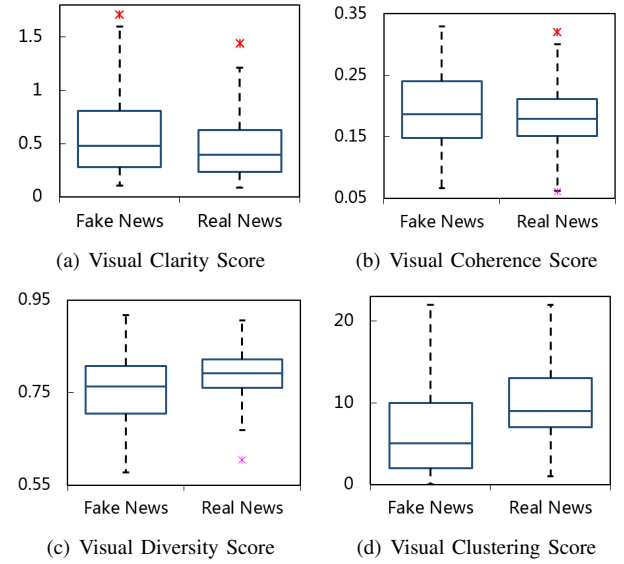 1.5
1
0.5
0
Fake News Real News
(a) Visual Clarity Score
0.35
0.25
0.15
0.05
Fake News Real News
(b) Visual Coherence Score
0.95
0.75
0.55
Fake News Real News
(c) Visual Diversity Score
20
10
0
Fake News Real News
(d) Visual Clustering Score